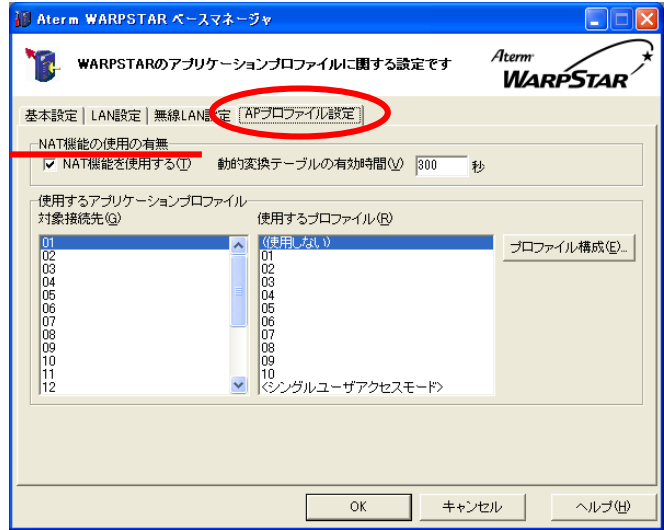 Aterm WARPSTAR ベースマネージャ
WARPSTARのアプリケーションプロファイルに関する設定です
Aterm
WARPSTAR
基本設定 LAN設定 無線LAN設定 APプロファイル設定
NAT機能の使用の有無
NAT機能を使用する(T) 動的変換テーブルの有効時間(V) 300 秒
使用するアプリケーションプロファイル
対象接続先(G)
01
02
03
04
05
06
07
08
09
10
11
12
使用するプロファイル(R)
(使用しない)
01
02
03
04
05
06
07
08
09
10
<シングルユーザアクセスモード>
プロファイル構成(E)...
OK キャンセル ヘルプ(H)